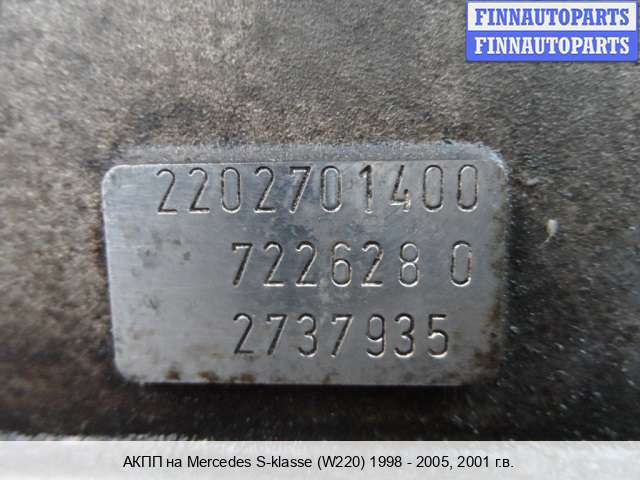 FINNAUTOPARTS
FINNAUTOPARTS
2202701400
722628 0
2737935
АКПП на Mercedes S-klasse (W220) 1998 - 2005, 2001 г.в.